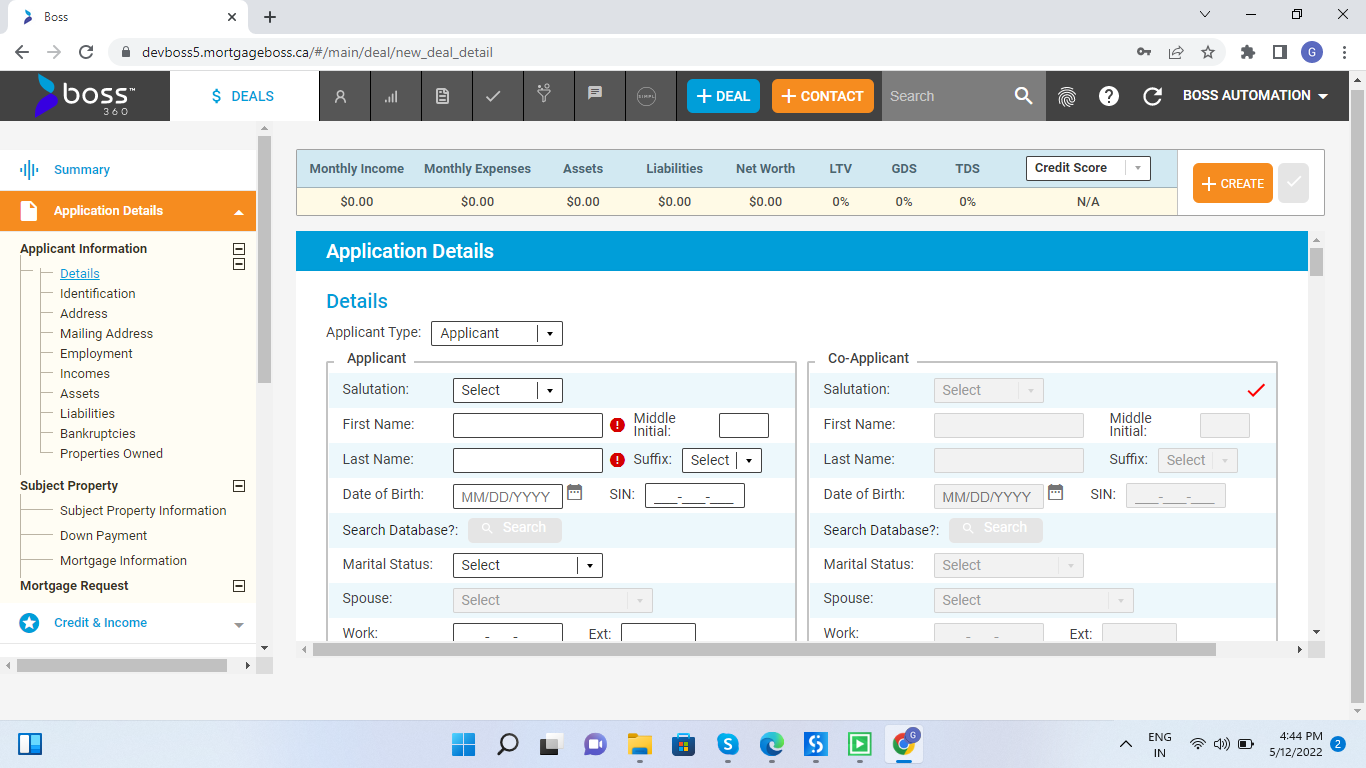 Boss
devboss5.mortgageboss.ca/#/main/deal/new_deal_detail
G
boss™
360
$ DEALS
SIMPL
+ DEAL
+ CONTACT
Search
BOSS AUTOMATION
Summary
Application Details
Applicant Information
Details
Identification
Address
Mailing Address
Employment
Incomes
Assets
Liabilities
Bankruptcies
Properties Owned
Subject Property
Subject Property Information
Down Payment
Mortgage Information
Mortgage Request
Credit & Income
Monthly Income Monthly Expenses Assets Liabilities Net Worth LTV GDS TDS Credit Score
$0.00 $0.00 $0.00 $0.00 $0.00 0% 0% 0% N/A
+ CREATE
Application Details
Details
Applicant Type: Applicant
Applicant
Salutation: Select
First Name: Middle Initial:
Last Name: Suffix: Select
Date of Birth: MM/DD/YYYY SIN: ___-___-___
Search Database?: Search
Marital Status: Select
Spouse: Select
Work: - - Ext:
Co-Applicant
Salutation: Select
First Name: Middle Initial:
Last Name: Suffix: Select
Date of Birth: MM/DD/YYYY SIN: ___-___-___
Search Database?: Search
Marital Status: Select
Spouse: Select
Work: - - Ext:
G
ENG
IN
4:44 PM
5/12/2022
2